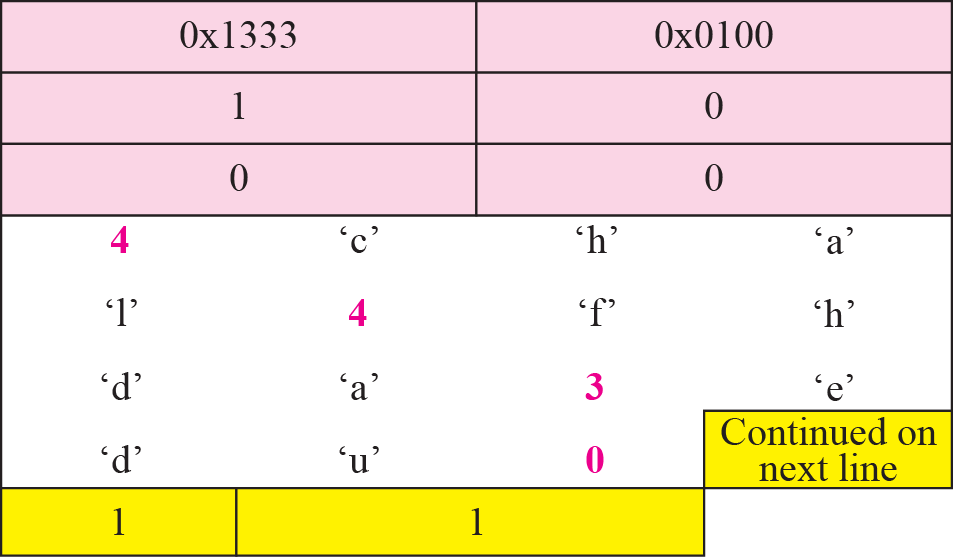 0x1333 0x0100
1 0
0 0
4 ‘c’ ‘h’ ‘a’
‘l’ 4 ‘f’ ‘h’
‘d’ ‘a’ 3 ‘e’
‘d’ ‘u’ 0 Continued on
next line
1 1